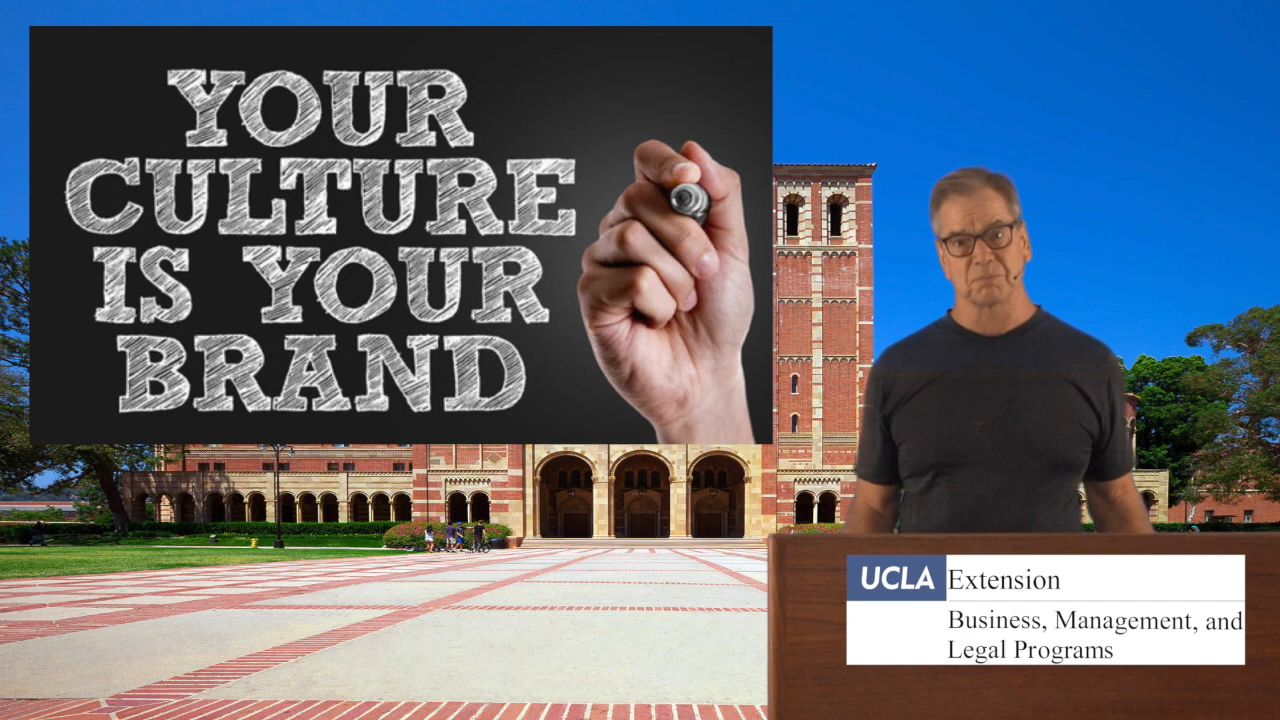 YOUR
CULTURE
IS YOUR
BRAND
UCLA Extension
Business, Management, and
Legal Programs